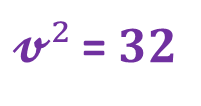 𝓋² = 32